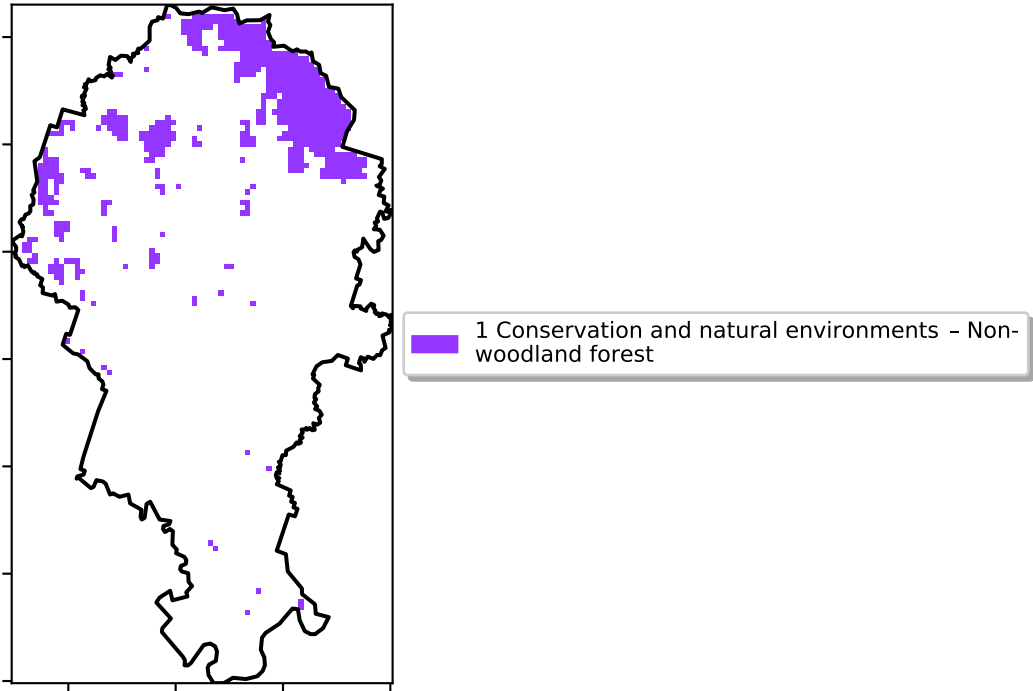 1 Conservation and natural environments – Non-
woodland forest